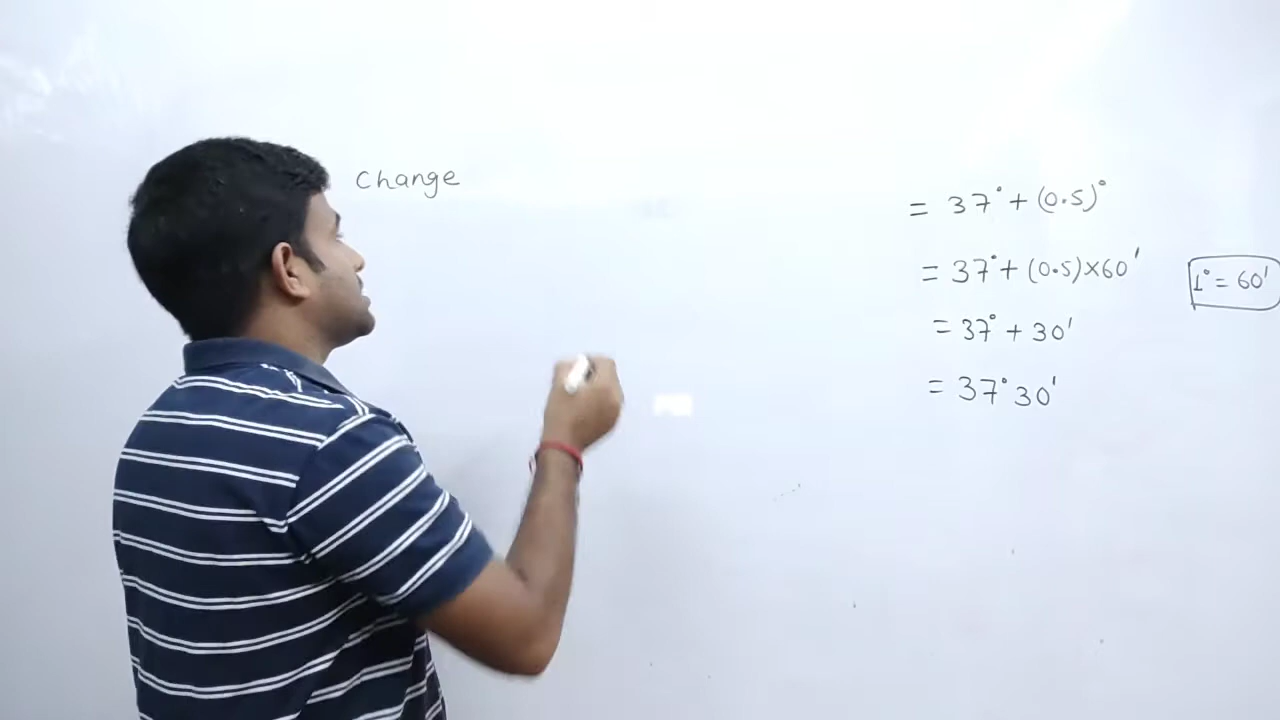 Change
= 37° + (0.5)°
= 37° + (0.5)×60'
1° = 60'
= 37° + 30'
= 37° 30'